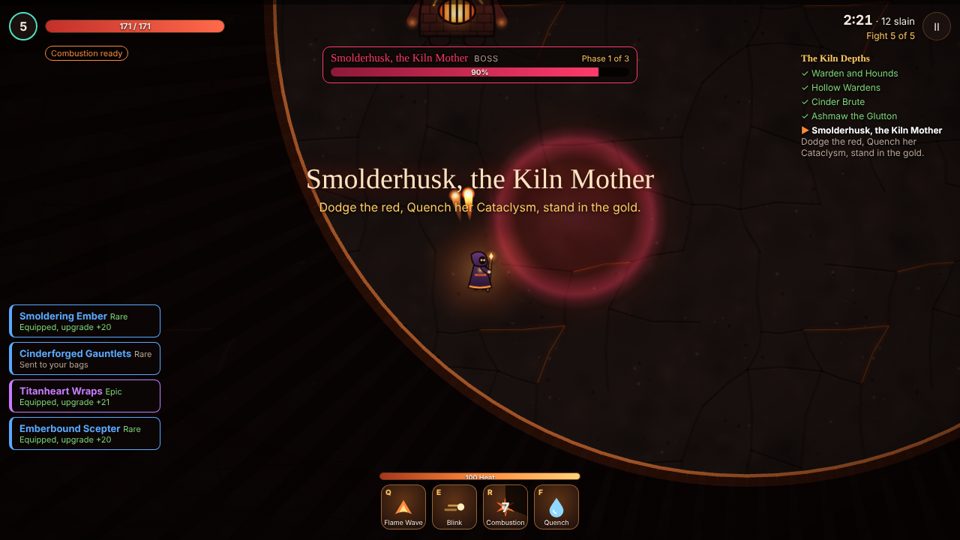 5
171 / 171
Combustion ready
Smolderhusk, the Kiln Mother BOSS Phase 1 of 3
90%
2:21 · 12 slain
Fight 5 of 5
The Kiln Depths
✓ Warden and Hounds
✓ Hollow Wardens
✓ Cinder Brute
✓ Ashmaw the Glutton
▶ Smolderhusk, the Kiln Mother
Dodge the red, Quench her
Cataclysm, stand in the gold.
Smolderhusk, the Kiln Mother
Dodge the red, Quench her Cataclysm, stand in the gold.
Smoldering Ember Rare
Equipped, upgrade +20
Cinderforged Gauntlets Rare
Sent to your bags
Titanheart Wraps Epic
Equipped, upgrade +21
Emberbound Scepter Rare
Equipped, upgrade +20
100 Heat
Q E R F
7
Flame Wave Blink Combustion Quench